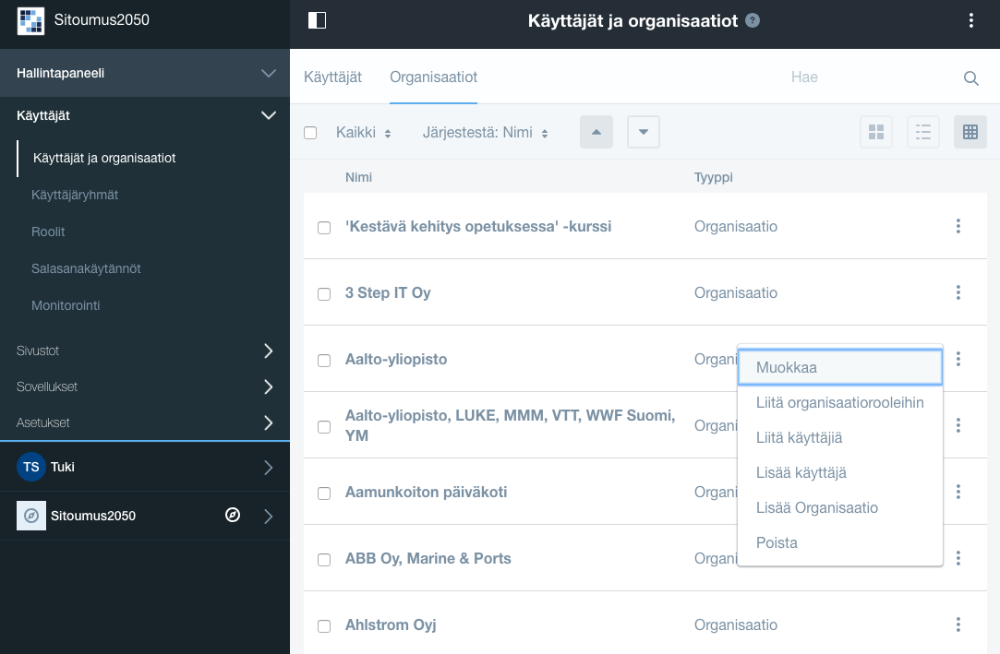 Sitoumus2050
Käyttäjät ja organisaatiot ?
Hallintapaneeli
Käyttäjät
Käyttäjät ja organisaatiot
Käyttäjäryhmät
Roolit
Salasanakäytännöt
Monitorointi
Sivustot
Sovellukset
Asetukset
TS Tuki
Sitoumus2050
Käyttäjät Organisaatiot Hae
Kaikki Järjestestä: Nimi
Nimi Tyyppi
'Kestävä kehitys opetuksessa' -kurssi Organisaatio
3 Step IT Oy Organisaatio
Aalto-yliopisto Organi
Aalto-yliopisto, LUKE, MMM, VTT, WWF Suomi,
YM Organi
Aamunkoiton päiväkoti Organi
ABB Oy, Marine & Ports Organi
Ahlstrom Oyj Organisaatio
Muokkaa
Liitä organisaatiorooleihin
Liitä käyttäjiä
Lisää käyttäjä
Lisää Organisaatio
Poista